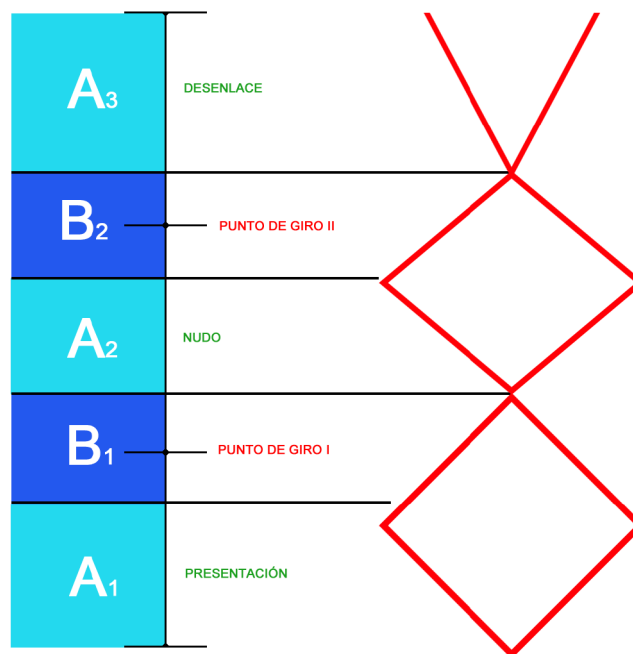 A3
DESENLACE
B2
PUNTO DE GIRO II
A2
NUDO
B1
PUNTO DE GIRO I
A1
PRESENTACIÓN